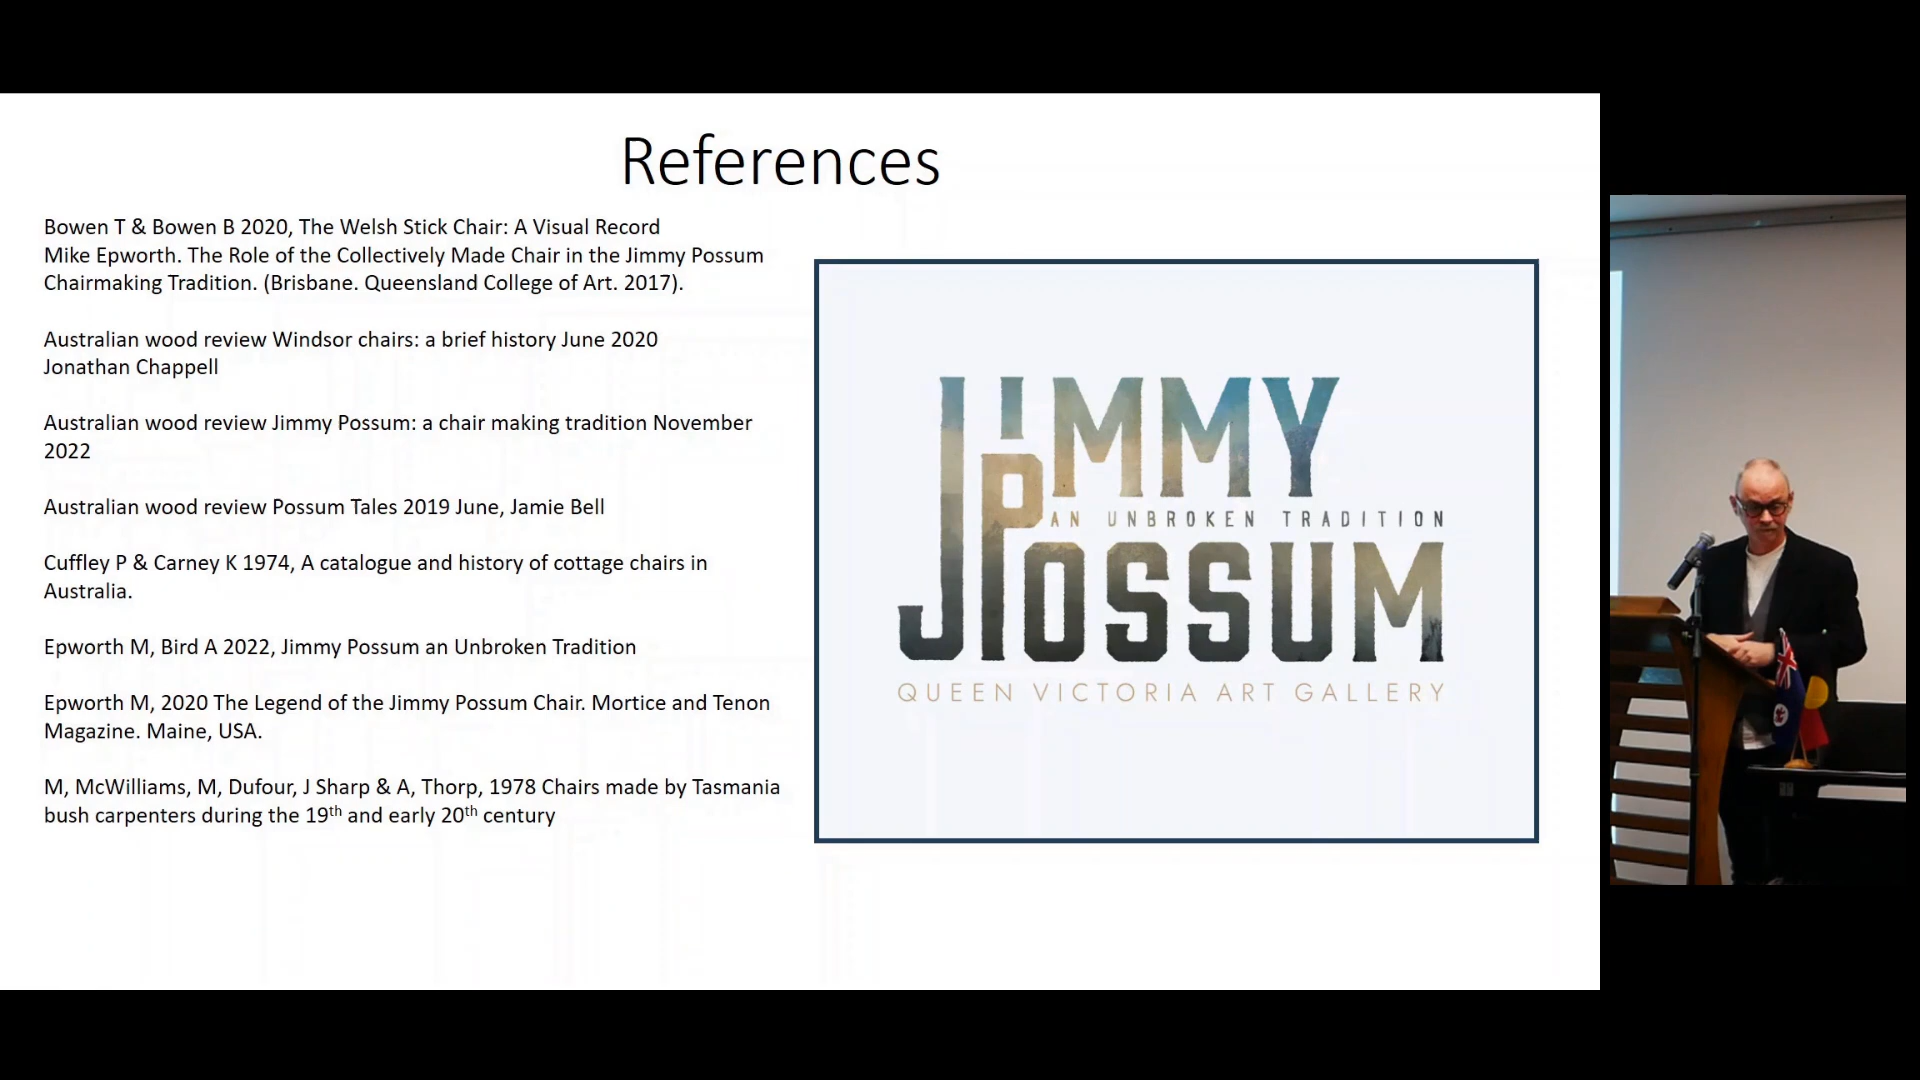 References
Bowen T & Bowen B 2020, The Welsh Stick Chair: A Visual Record
Mike Epworth. The Role of the Collectively Made Chair in the Jimmy Possum
Chairmaking Tradition. (Brisbane. Queensland College of Art. 2017).
Australian wood review Windsor chairs: a brief history June 2020
Jonathan Chappell
Australian wood review Jimmy Possum: a chair making tradition November
2022
Australian wood review Possum Tales 2019 June, Jamie Bell
Cuffley P & Carney K 1974, A catalogue and history of cottage chairs in
Australia.
Epworth M, Bird A 2022, Jimmy Possum an Unbroken Tradition
Epworth M, 2020 The Legend of the Jimmy Possum Chair. Mortice and Tenon
Magazine. Maine, USA.
M, McWilliams, M, Dufour, J Sharp & A, Thorp, 1978 Chairs made by Tasmania
bush carpenters during the 19th and early 20th century
JIMMY
AN UNBROKEN TRADITION
POSSUM
QUEEN VICTORIA ART GALLERY